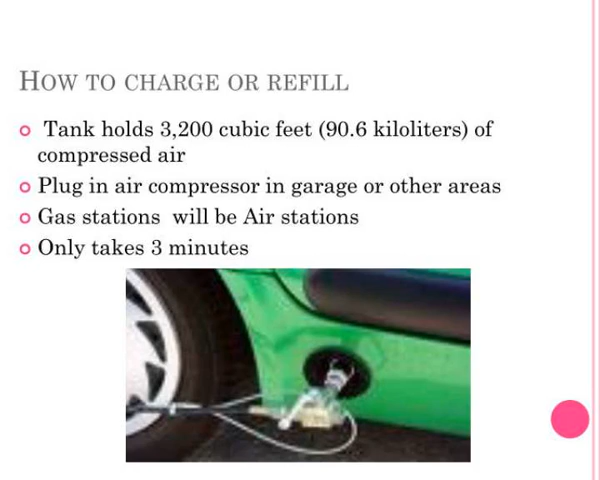 HOW TO CHARGE OR REFILL
Tank holds 3,200 cubic feet (90.6 kiloliters) of
compressed air
Plug in air compressor in garage or other areas
Gas stations  will be Air stations
Only takes 3 minutes